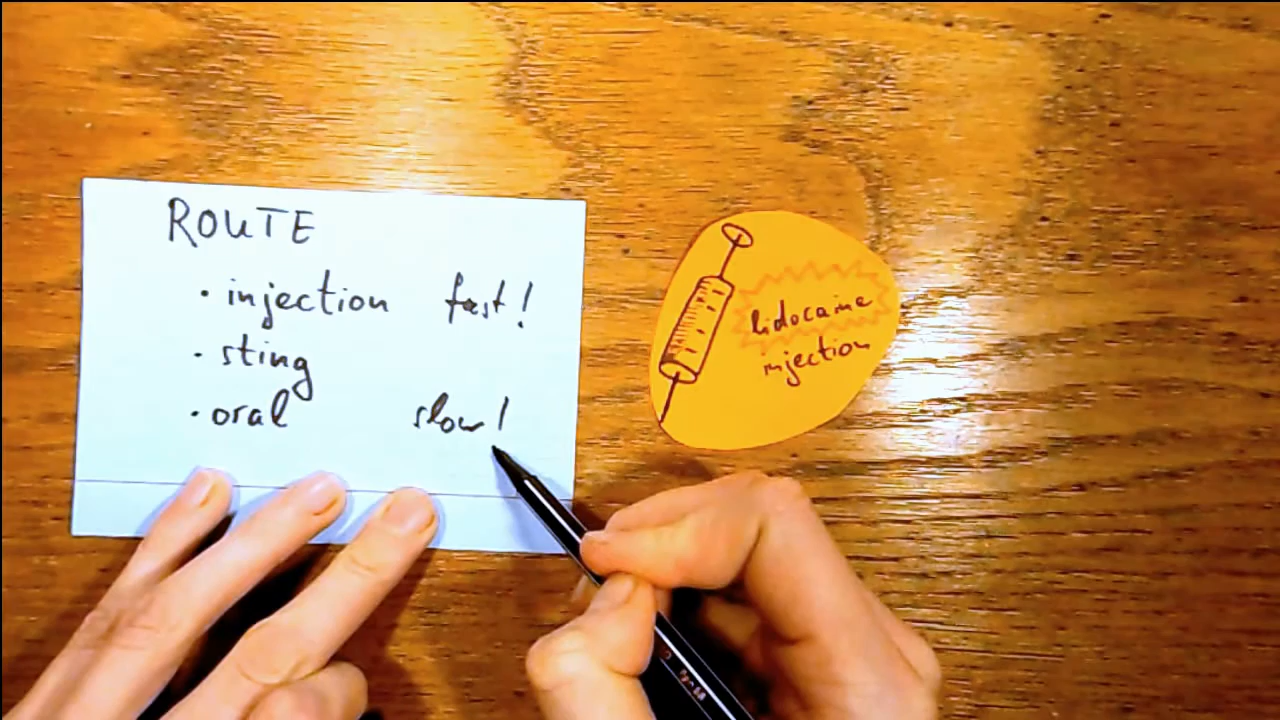 ROUTE
· injection fast!
· sting
· oral slow!
lidocaine
injection